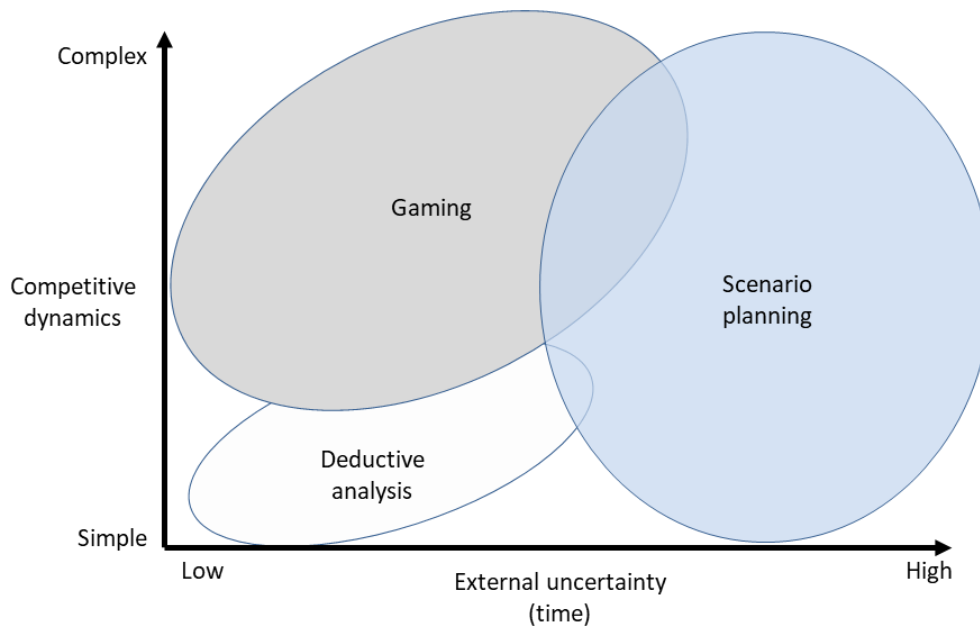 Complex
Gaming
Competitive
dynamics
Scenario
planning
Deductive
analysis
Simple
Low
External uncertainty
(time)
High